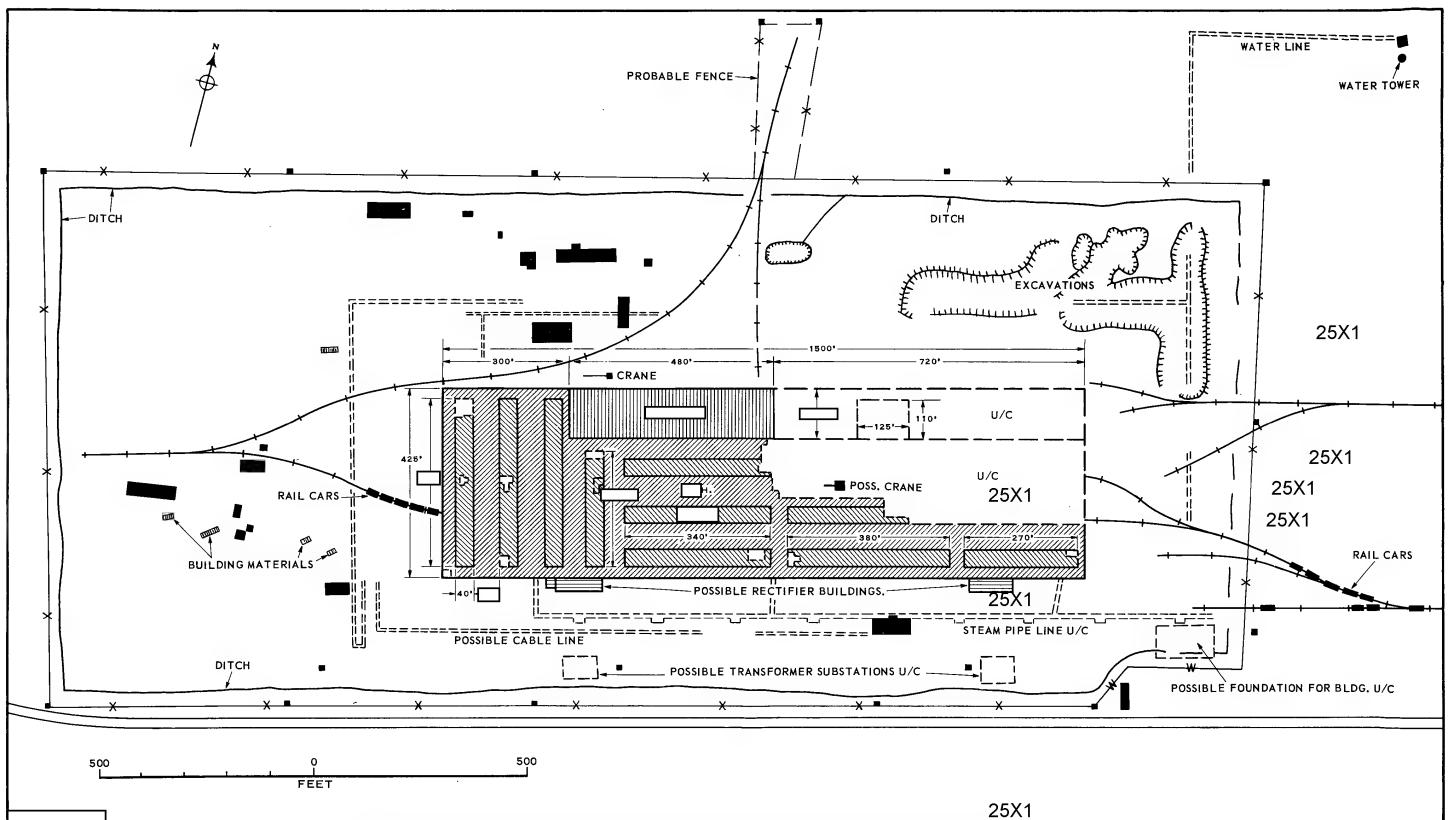 N
PROBABLE FENCE
WATER LINE
WATER TOWER
DITCH
DITCH
EXCAVATIONS
25X1
1500'
300'
480'
720'
CRANE
U/C
125'
110'
425'
U/C
25X1
POSS. CRANE
25X1
25X1
25X1
RAIL CARS
340'
380'
270'
RAIL CARS
BUILDING MATERIALS
40'
POSSIBLE RECTIFIER BUILDINGS.
25X1
POSSIBLE CABLE LINE
STEAM PIPE LINE U/C
DITCH
POSSIBLE TRANSFORMER SUBSTATIONS U/C
POSSIBLE FOUNDATION FOR BLDG. U/C
500
0
500
FEET
25X1